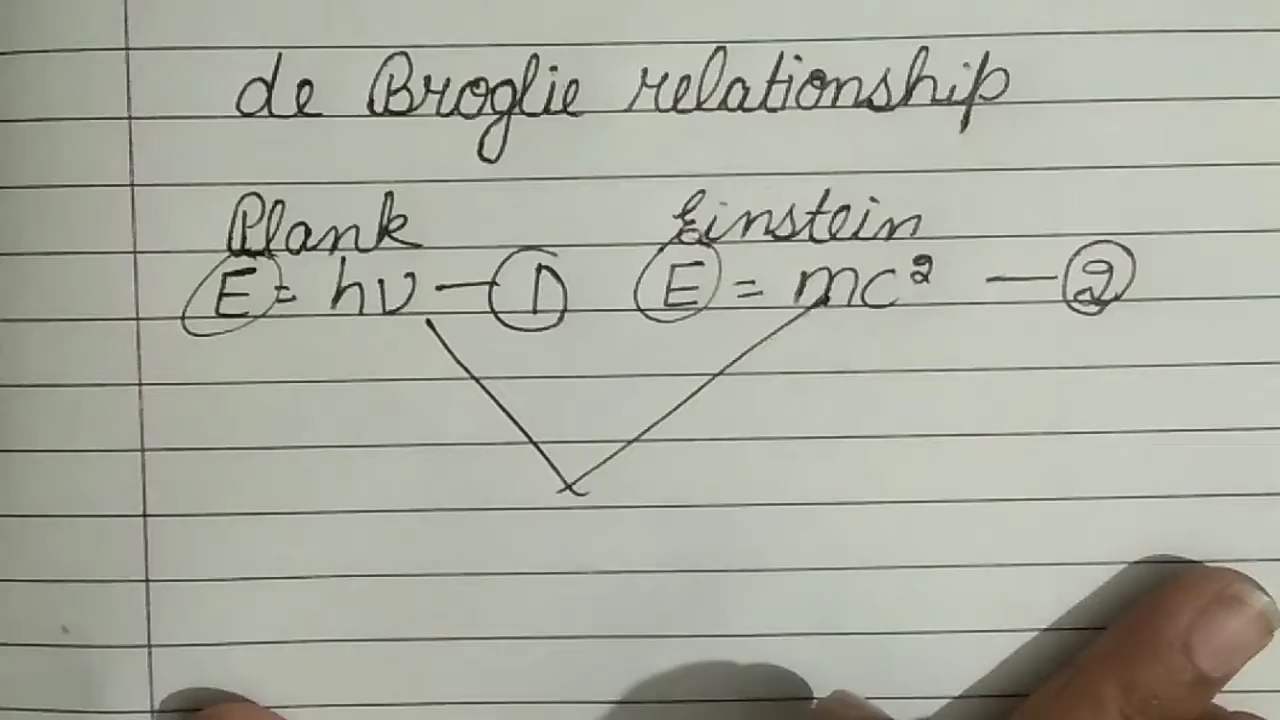 de Broglie relationship
Plank Einstein
E = hν — 1 E = mc² — 2